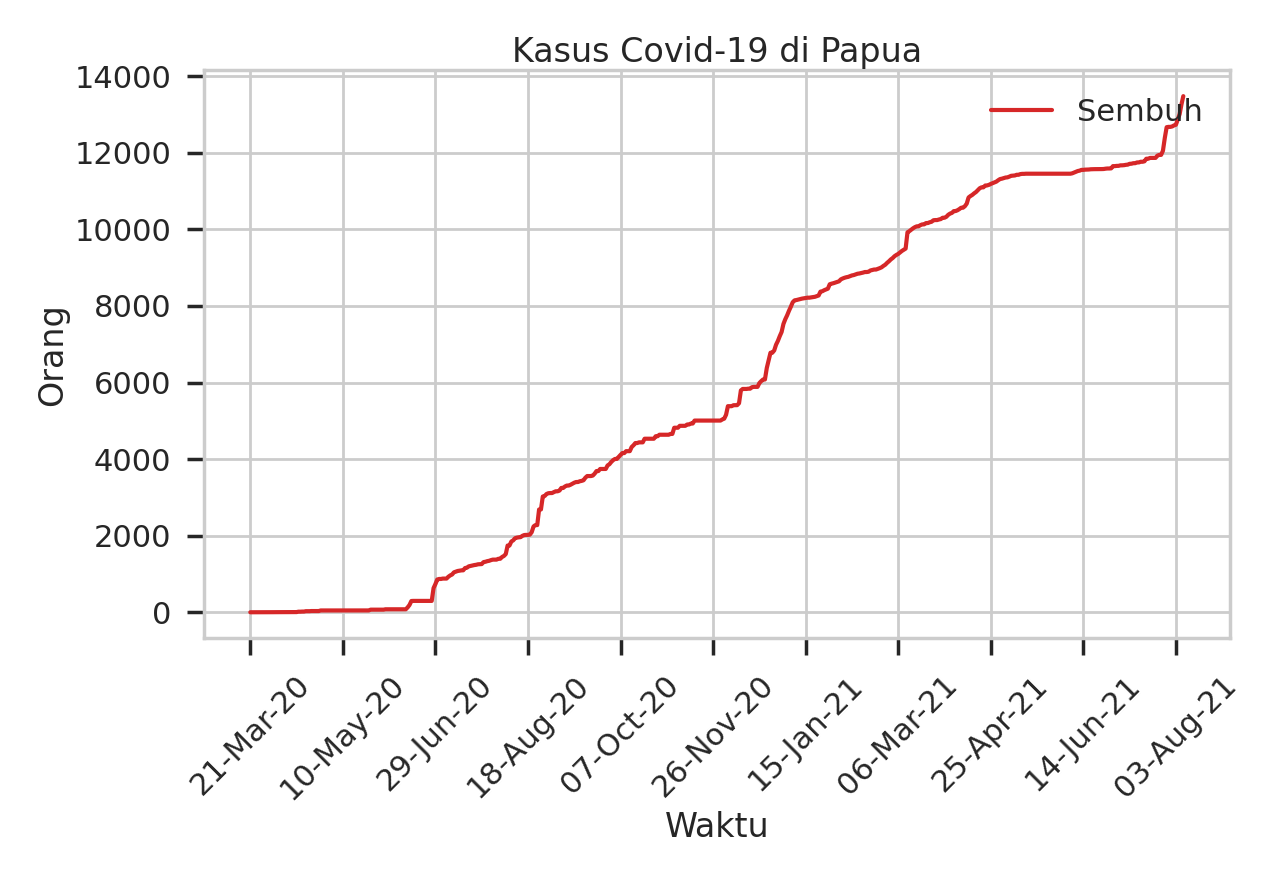 Kasus Covid-19 di Papua
Sembuh
Orang
14000
12000
10000
8000
6000
4000
2000
0
21-Mar-20
10-May-20
29-Jun-20
18-Aug-20
07-Oct-20
26-Nov-20
15-Jan-21
06-Mar-21
25-Apr-21
14-Jun-21
03-Aug-21
Waktu